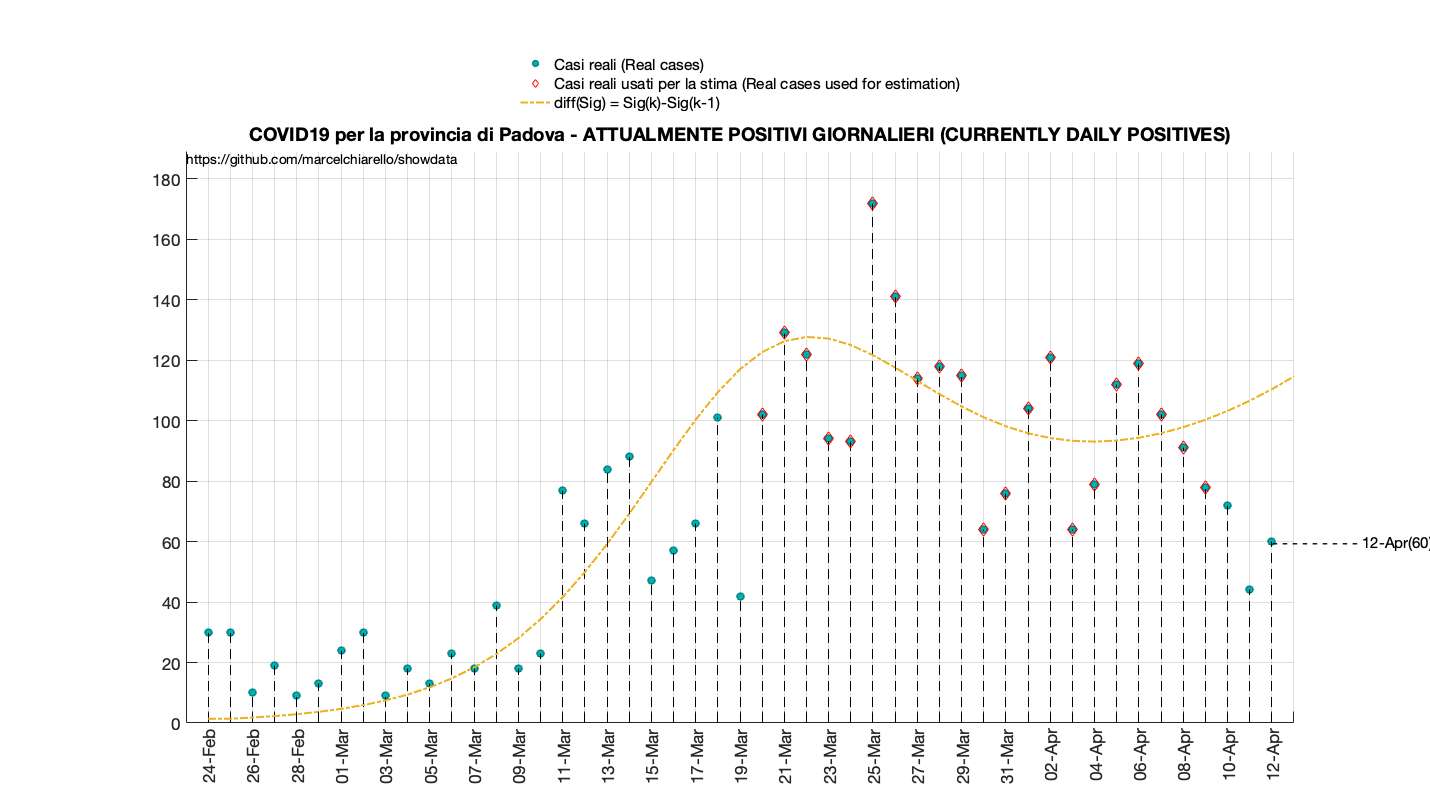 Casi reali (Real cases)
Casi reali usati per la stima (Real cases used for estimation)
diff(Sig) = Sig(k)-Sig(k-1)
COVID19 per la provincia di Padova - ATTUALMENTE POSITIVI GIORNALIERI (CURRENTLY DAILY POSITIVES)
https://github.com/marcelchiarello/showdata
180
160
140
120
100
80
60
40
20
0
12-Apr(60)
24-Feb
26-Feb
28-Feb
01-Mar
03-Mar
05-Mar
07-Mar
09-Mar
11-Mar
13-Mar
15-Mar
17-Mar
19-Mar
21-Mar
23-Mar
25-Mar
27-Mar
29-Mar
31-Mar
02-Apr
04-Apr
06-Apr
08-Apr
10-Apr
12-Apr